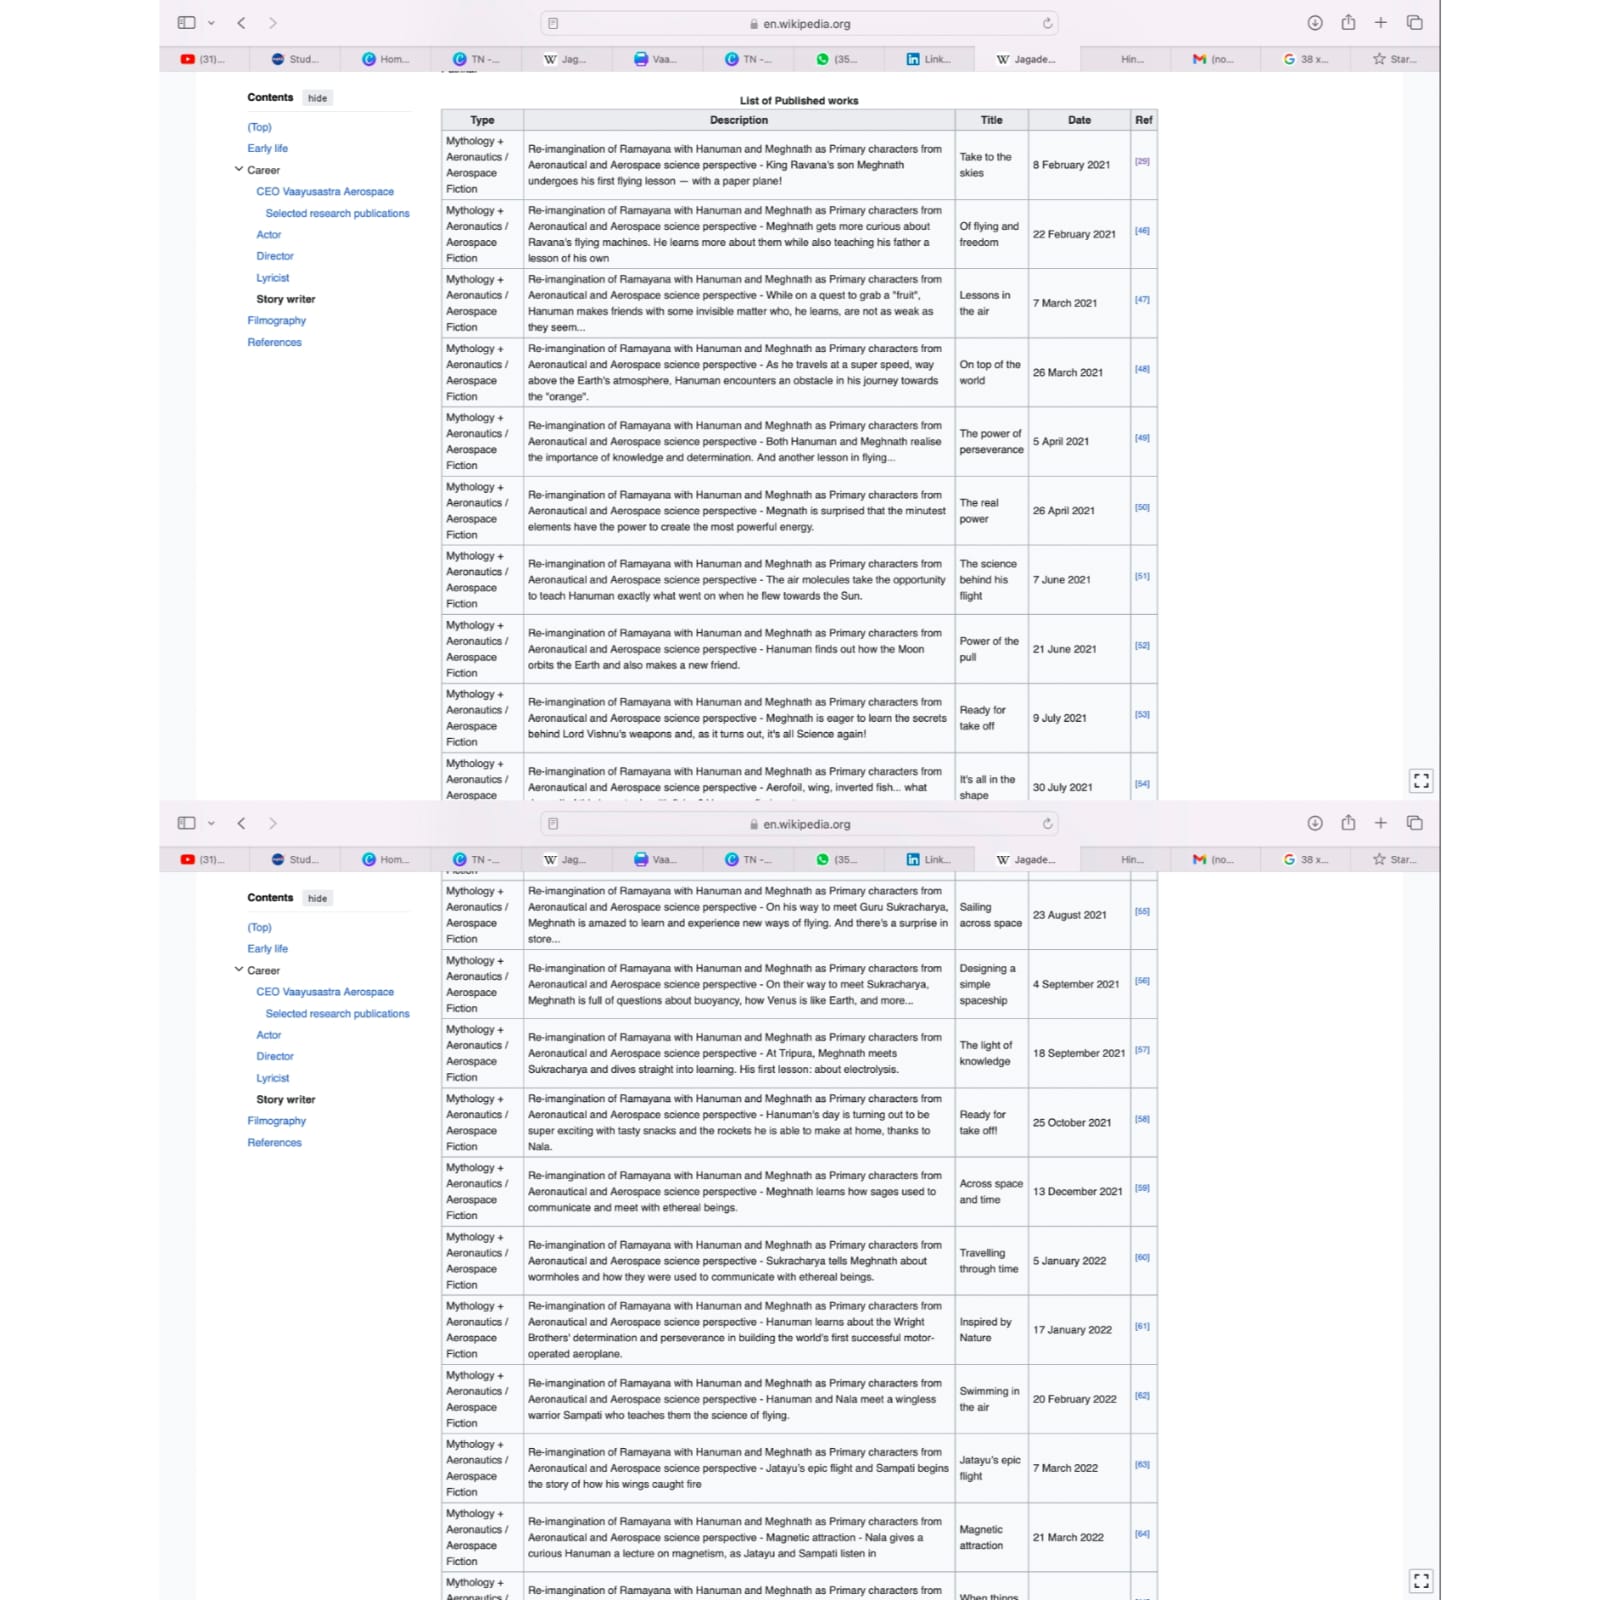 en.wikipedia.org
(31)...
Stud...
Hom...
TN -...
Jag...
Vaa...
TN -...
(35...
Link...
Jagade...
Hin...
(no...
38 x...
Star...
Contents hide
(Top)
Early life
Career
CEO Vaayusastra Aerospace
Selected research publications
Actor
Director
Lyricist
Story writer
Filmography
References
List of Published works
Type Description Title Date Ref
Mythology +
Aeronautics /
Aerospace
Fiction
Re-imangination of Ramayana with Hanuman and Meghnath as Primary characters from
Aeronautical and Aerospace science perspective - King Ravana's son Meghnath
undergoes his first flying lesson — with a paper plane!
Take to the
skies
8 February 2021
[29]
Mythology +
Aeronautics /
Aerospace
Fiction
Re-imangination of Ramayana with Hanuman and Meghnath as Primary characters from
Aeronautical and Aerospace science perspective - Meghnath gets more curious about
Ravana's flying machines. He learns more about them while also teaching his father a
lesson of his own
Of flying and
freedom
22 February 2021
[46]
Mythology +
Aeronautics /
Aerospace
Fiction
Re-imangination of Ramayana with Hanuman and Meghnath as Primary characters from
Aeronautical and Aerospace science perspective - While on a quest to grab a "fruit",
Hanuman makes friends with some invisible matter who, he learns, are not as weak as
they seem...
Lessons in
the air
7 March 2021
[47]
Mythology +
Aeronautics /
Aerospace
Fiction
Re-imangination of Ramayana with Hanuman and Meghnath as Primary characters from
Aeronautical and Aerospace science perspective - As he travels at a super speed, way
above the Earth's atmosphere, Hanuman encounters an obstacle in his journey towards
the "orange".
On top of the
world
26 March 2021
[48]
Mythology +
Aeronautics /
Aerospace
Fiction
Re-imangination of Ramayana with Hanuman and Meghnath as Primary characters from
Aeronautical and Aerospace science perspective - Both Hanuman and Meghnath realise
the importance of knowledge and determination. And another lesson in flying...
The power of
perseverance
5 April 2021
[49]
Mythology +
Aeronautics /
Aerospace
Fiction
Re-imangination of Ramayana with Hanuman and Meghnath as Primary characters from
Aeronautical and Aerospace science perspective - Megnath is surprised that the minutest
elements have the power to create the most powerful energy.
The real
power
26 April 2021
[50]
Mythology +
Aeronautics /
Aerospace
Fiction
Re-imangination of Ramayana with Hanuman and Meghnath as Primary characters from
Aeronautical and Aerospace science perspective - The air molecules take the opportunity
to teach Hanuman exactly what went on when he flew towards the Sun.
The science
behind his
flight
7 June 2021
[51]
Mythology +
Aeronautics /
Aerospace
Fiction
Re-imangination of Ramayana with Hanuman and Meghnath as Primary characters from
Aeronautical and Aerospace science perspective - Hanuman finds out how the Moon
orbits the Earth and also makes a new friend.
Power of the
pull
21 June 2021
[52]
Mythology +
Aeronautics /
Aerospace
Fiction
Re-imangination of Ramayana with Hanuman and Meghnath as Primary characters from
Aeronautical and Aerospace science perspective - Meghnath is eager to learn the secrets
behind Lord Vishnu's weapons and, as it turns out, it's all Science again!
Ready for
take off
9 July 2021
[53]
Mythology +
Aeronautics /
Aerospace
Re-imangination of Ramayana with Hanuman and Meghnath as Primary characters from
Aeronautical and Aerospace science perspective - Aerofoil, wing, inverted fish... what
It's all in the
shape
30 July 2021
[54]
en.wikipedia.org
(31)...
Stud...
Hom...
TN -...
Jag...
Vaa...
TN -...
(35...
Link...
Jagade...
Hin...
(no...
38 x...
Star...
Contents hide
(Top)
Early life
Career
CEO Vaayusastra Aerospace
Selected research publications
Actor
Director
Lyricist
Story writer
Filmography
References
Fiction
Mythology +
Aeronautics /
Aerospace
Fiction
Re-imangination of Ramayana with Hanuman and Meghnath as Primary characters from
Aeronautical and Aerospace science perspective - On his way to meet Guru Sukracharya,
Meghnath is amazed to learn and experience new ways of flying. And there's a surprise in
store...
Sailing
across space
23 August 2021
[55]
Mythology +
Aeronautics /
Aerospace
Fiction
Re-imangination of Ramayana with Hanuman and Meghnath as Primary characters from
Aeronautical and Aerospace science perspective - On their way to meet Sukracharya,
Meghnath is full of questions about buoyancy, how Venus is like Earth, and more...
Designing a
simple
spaceship
4 September 2021
[56]
Mythology +
Aeronautics /
Aerospace
Fiction
Re-imangination of Ramayana with Hanuman and Meghnath as Primary characters from
Aeronautical and Aerospace science perspective - At Tripura, Meghnath meets
Sukracharya and dives straight into learning. His first lesson: about electrolysis.
The light of
knowledge
18 September 2021
[57]
Mythology +
Aeronautics /
Aerospace
Fiction
Re-imangination of Ramayana with Hanuman and Meghnath as Primary characters from
Aeronautical and Aerospace science perspective - Hanuman's day is turning out to be
super exciting with tasty snacks and the rockets he is able to make at home, thanks to
Nala.
Ready for
take off!
25 October 2021
[58]
Mythology +
Aeronautics /
Aerospace
Fiction
Re-imangination of Ramayana with Hanuman and Meghnath as Primary characters from
Aeronautical and Aerospace science perspective - Meghnath learns how sages used to
communicate and meet with ethereal beings.
Across space
and time
13 December 2021
[59]
Mythology +
Aeronautics /
Aerospace
Fiction
Re-imangination of Ramayana with Hanuman and Meghnath as Primary characters from
Aeronautical and Aerospace science perspective - Sukracharya tells Meghnath about
wormholes and how they were used to communicate with ethereal beings.
Travelling
through time
5 January 2022
[60]
Mythology +
Aeronautics /
Aerospace
Fiction
Re-imangination of Ramayana with Hanuman and Meghnath as Primary characters from
Aeronautical and Aerospace science perspective - Hanuman learns about the Wright
Brothers' determination and perseverance in building the world's first successful motor-
operated aeroplane.
Inspired by
Nature
17 January 2022
[61]
Mythology +
Aeronautics /
Aerospace
Fiction
Re-imangination of Ramayana with Hanuman and Meghnath as Primary characters from
Aeronautical and Aerospace science perspective - Hanuman and Nala meet a wingless
warrior Sampati who teaches them the science of flying.
Swimming in
the air
20 February 2022
[62]
Mythology +
Aeronautics /
Aerospace
Fiction
Re-imangination of Ramayana with Hanuman and Meghnath as Primary characters from
Aeronautical and Aerospace science perspective - Jatayu's epic flight and Sampati begins
the story of how his wings caught fire
Jatayu's epic
flight
7 March 2022
[63]
Mythology +
Aeronautics /
Aerospace
Fiction
Re-imangination of Ramayana with Hanuman and Meghnath as Primary characters from
Aeronautical and Aerospace science perspective - Magnetic attraction - Nala gives a
curious Hanuman a lecture on magnetism, as Jatayu and Sampati listen in
Magnetic
attraction
21 March 2022
[64]
Mythology +
Aeronautics /
Re-imangination of Ramayana with Hanuman and Meghnath as Primary characters from
When things